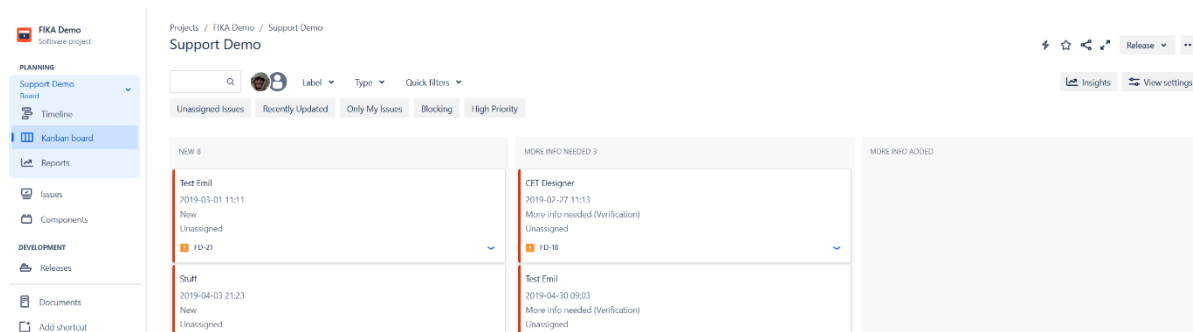 FIKA Demo
Software project
PLANNING
Support Demo
Board
Timeline
Kanban board
Reports
Issues
Components
DEVELOPMENT
Releases
Documents
Add shortcut
Projects / FIKA Demo / Support Demo
Support Demo
Release
Label Type Quick filters
Insights View settings
Unassigned Issues Recently Updated Only My Issues Blocking High Priority
NEW 8
Test Emil
2019-03-01 11:11
New
Unassigned
FD-21
Stuff
2019-04-03 21:23
New
Unassigned
MORE INFO NEEDED 3
CET Designer
2019-02-27 11:13
More info needed (Verification)
Unassigned
FD-18
Test Emil
2019-04-30 09:03
More info needed (Verification)
Unassigned
MORE INFO ADDED